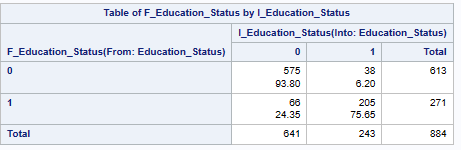 Table of F_Education_Status by I_Education_Status
I_Education_Status(Into: Education_Status)
F_Education_Status(From: Education_Status) 0 1 Total
0 575 38 613
93.80 6.20
1 66 205 271
24.35 75.65
Total 641 243 884